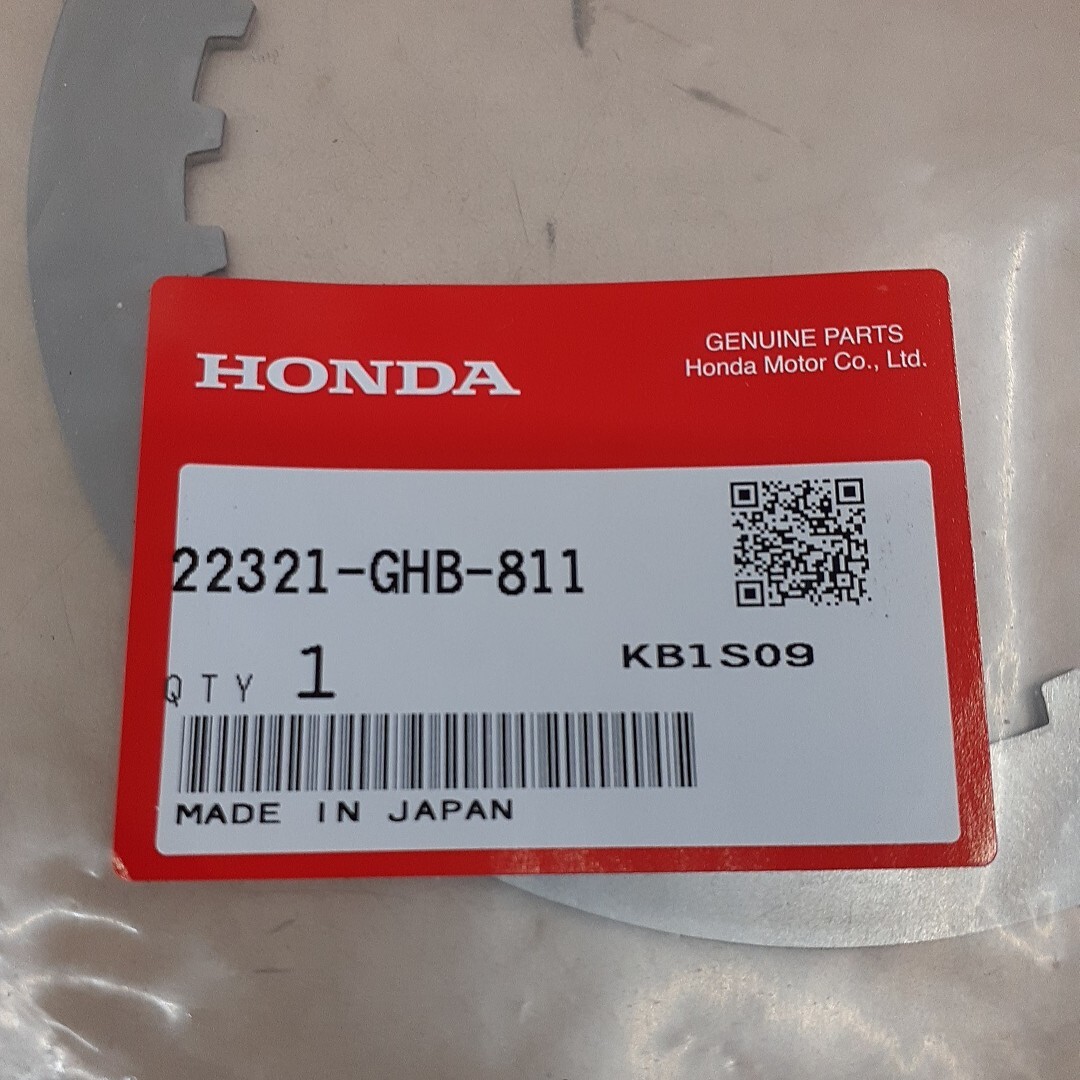 HONDA
GENUINE PARTS
Honda Motor Co., Ltd.
22321-GHB-811
KB1S09
QTY 1
MADE IN JAPAN